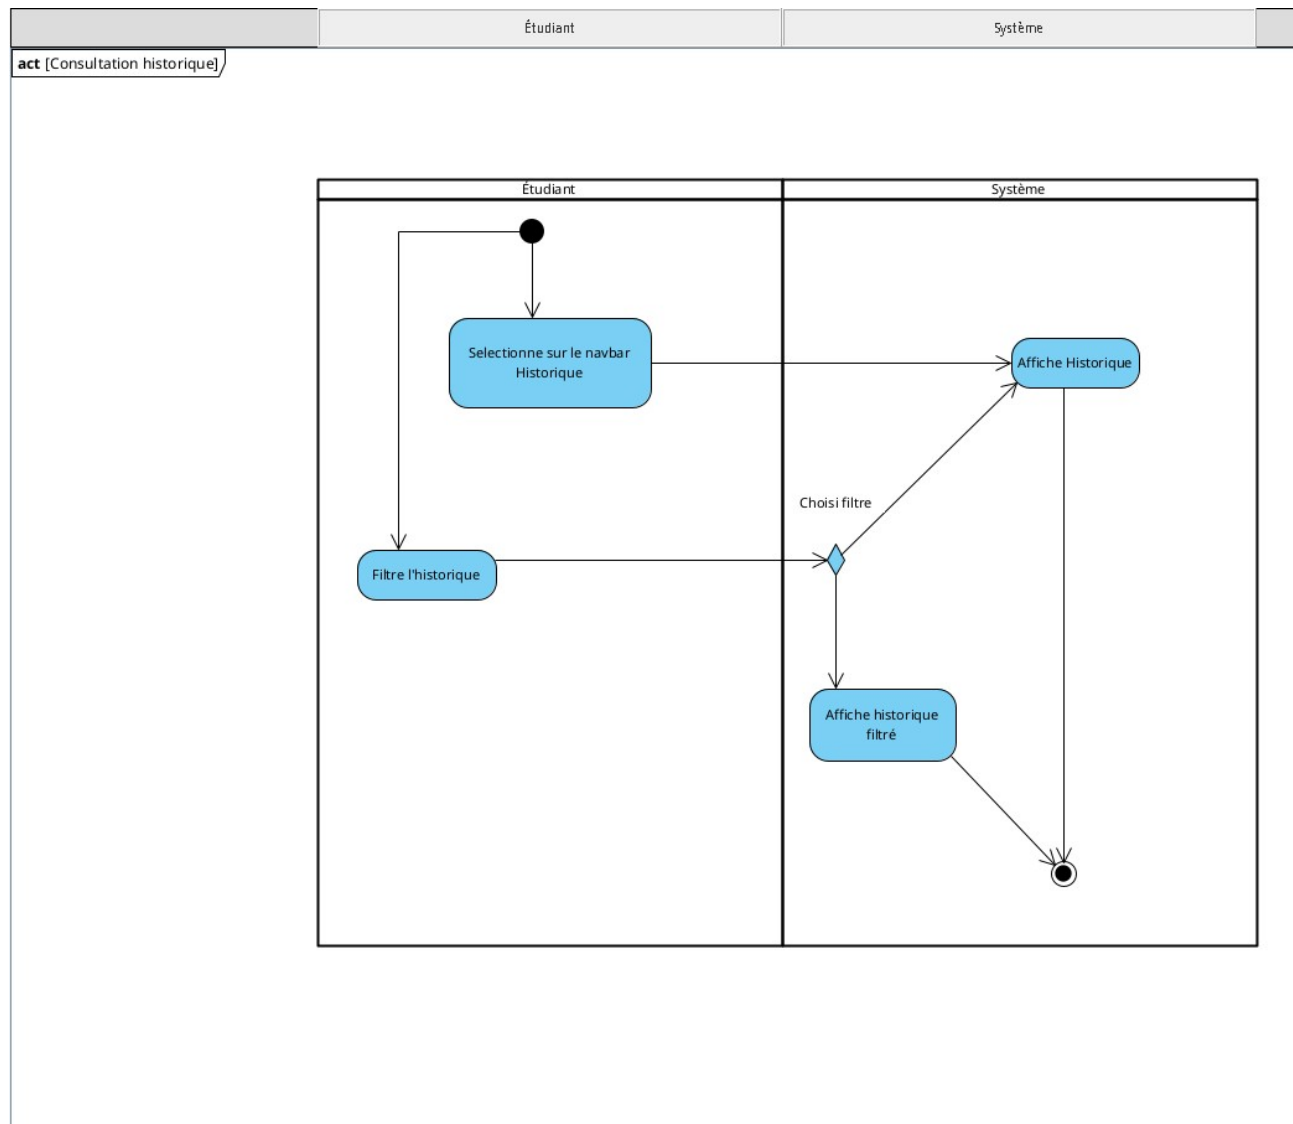 Étudiant
Système
act [Consultation historique]
Étudiant
Système
Selectionne sur le navbar
Historique
Affiche Historique
Choisi filtre
Filtre l'historique
Affiche historique
filtré